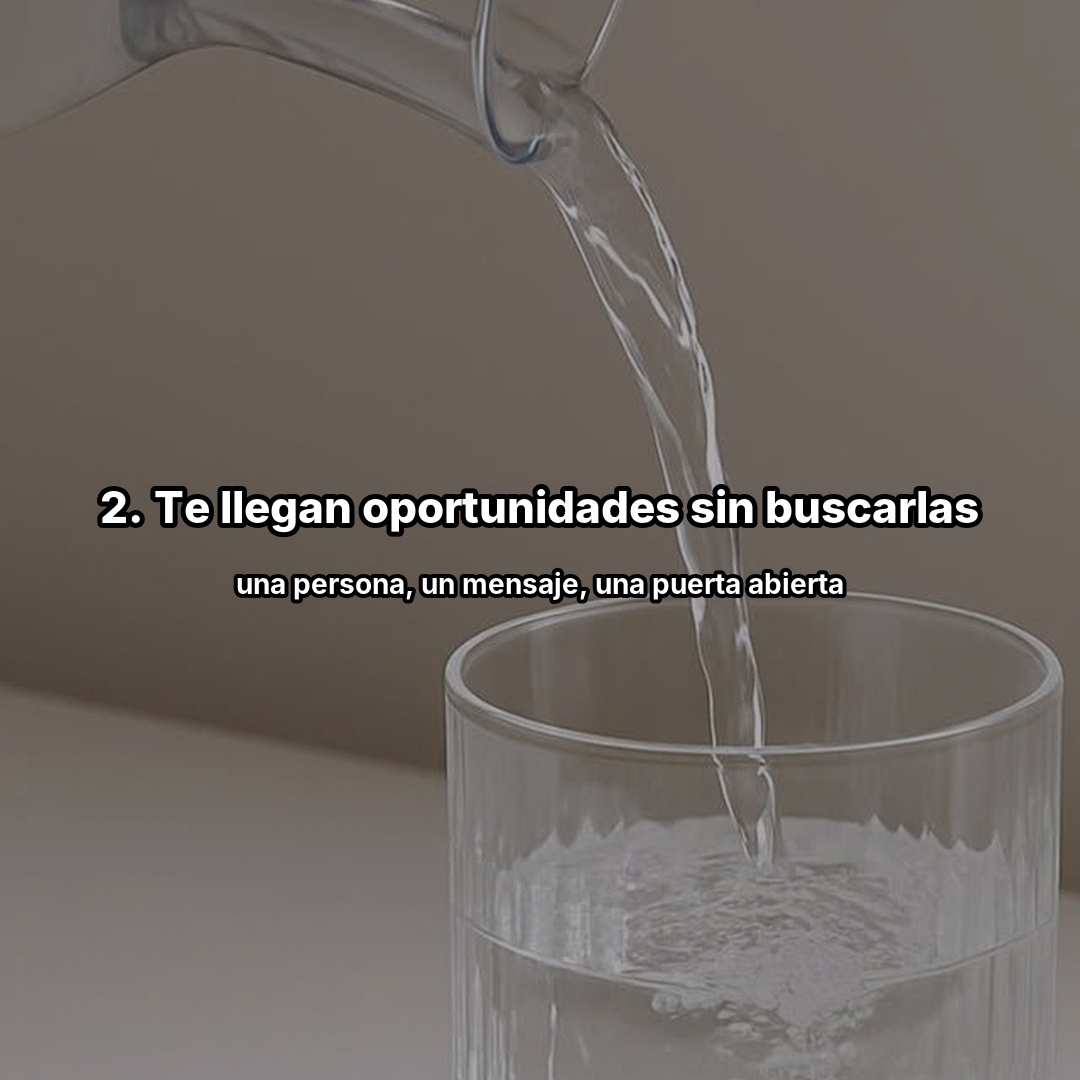 2. Te llegan oportunidades sin buscarlas
una persona, un mensaje, una puerta abierta